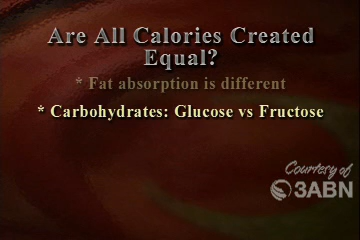 Are All Calories Created
Equal?
* Fat absorption is different
* Carbohydrates: Glucose vs Fructose
Courtesy of
3ABN